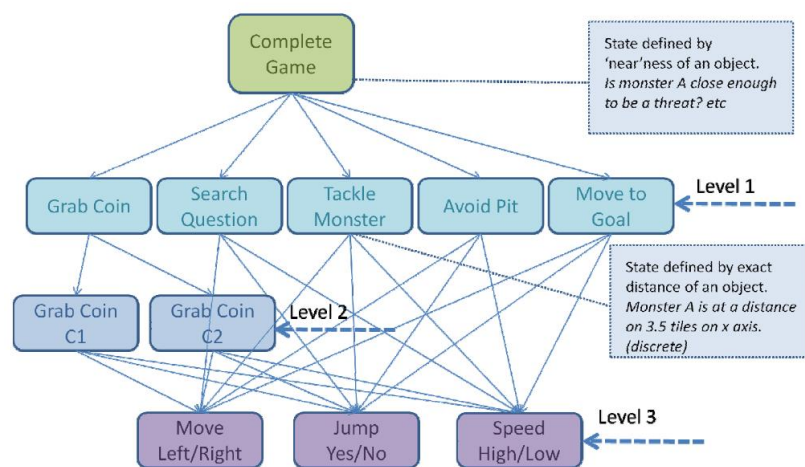 Complete
Game
State defined by
‘near’ness of an object.
Is monster A close enough
to be a threat? etc
Grab Coin
Search
Question
Tackle
Monster
Avoid Pit
Move to
Goal
Level 1
State defined by exact
distance of an object.
Monster A is at a distance
on 3.5 tiles on x axis.
(discrete)
Grab Coin
C1
Grab Coin
C2
Level 2
Move
Left/Right
Jump
Yes/No
Speed
High/Low
Level 3